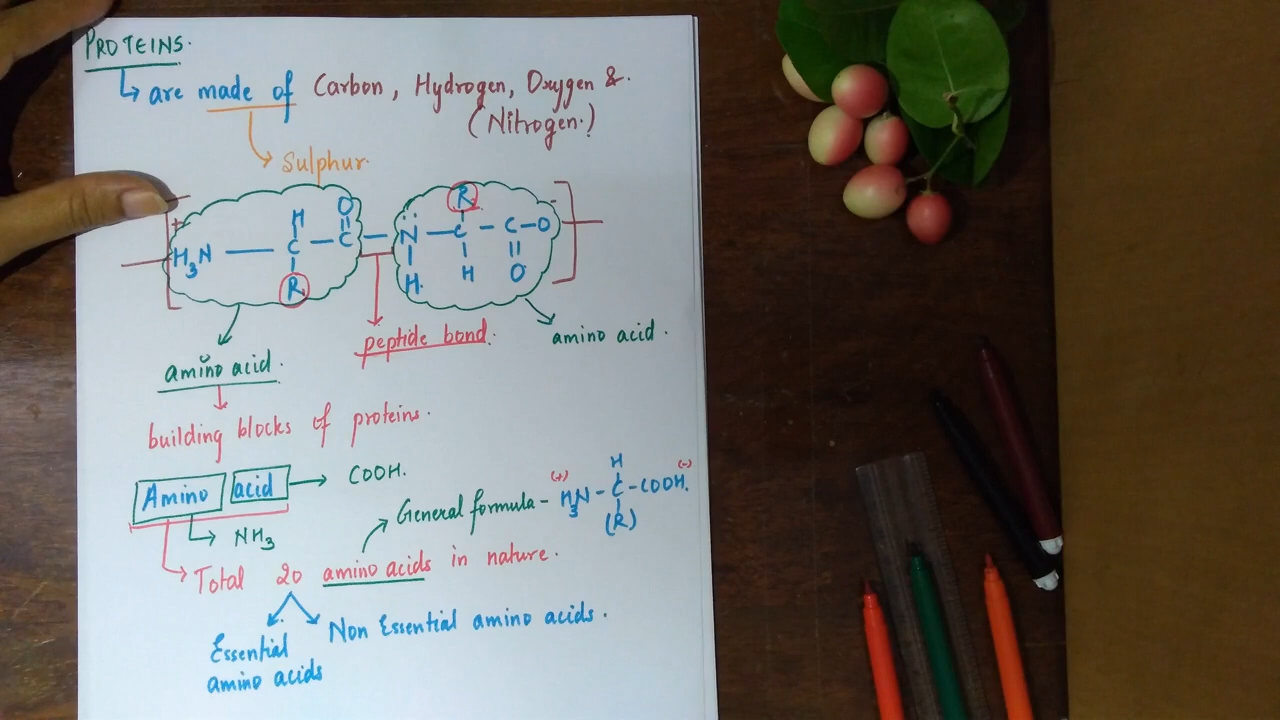 PROTEINS.
are made of Carbon, Hydrogen, Oxygen &.
(Nitrogen.)
Sulphur.
H O R
+ H3N — C — C — N — C — C — O -
R H H O
peptide bond.
amino acid.
amino acid.
building blocks of proteins.
Amino acid → COOH.
NH3
General formula - (+) H3N - C - COOH. (-)
H
(R)
Total 20 amino acids in nature.
Essential amino acids
Non Essential amino acids.